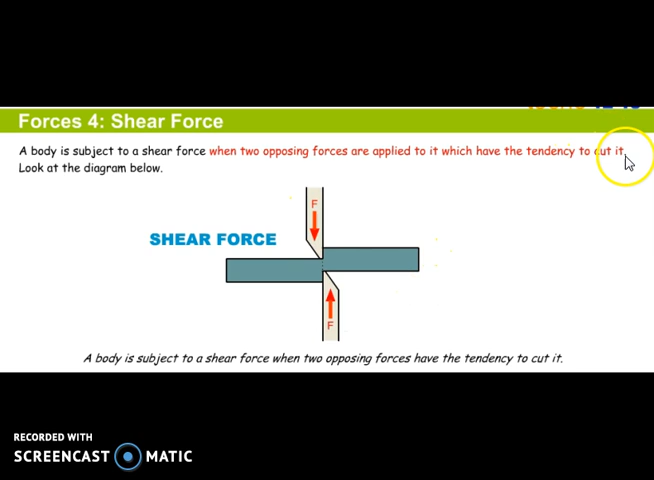 Forces 4: Shear Force
A body is subject to a shear force when two opposing forces are applied to it which have the tendency to cut it.
Look at the diagram below.
F
SHEAR FORCE
F
A body is subject to a shear force when two opposing forces have the tendency to cut it.
RECORDED WITH
SCREENCAST MATIC